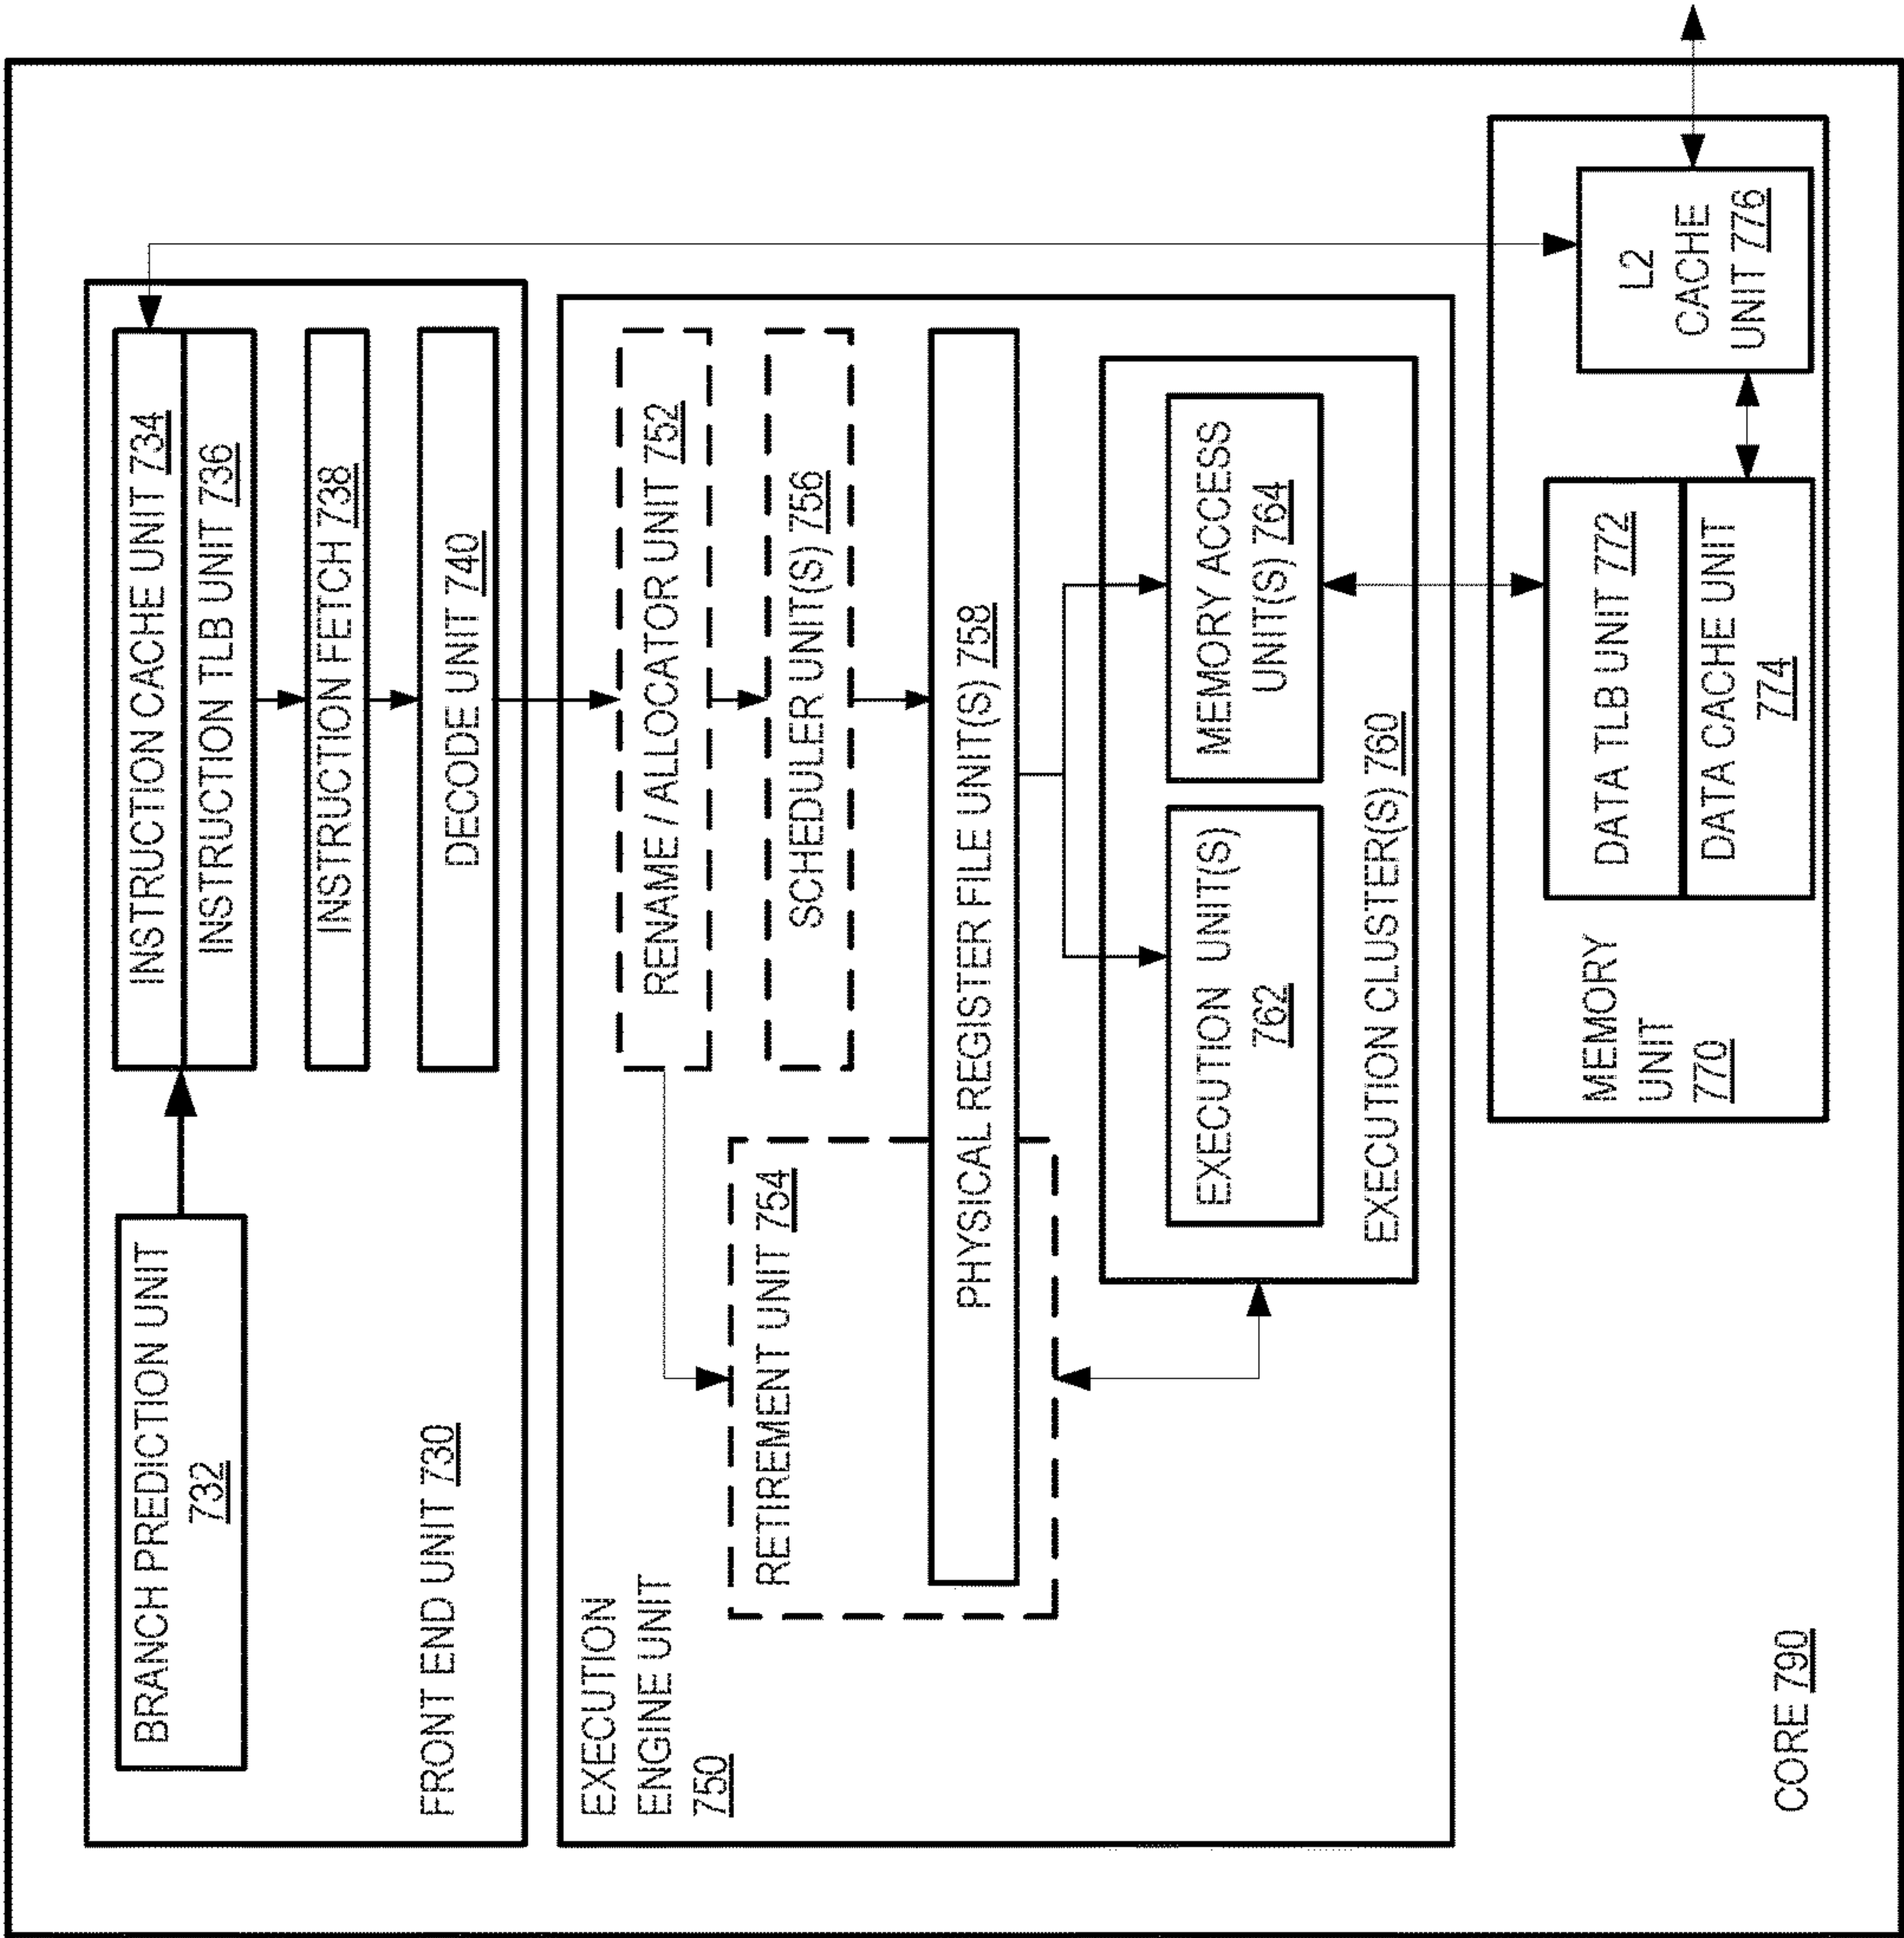 BRANCH PREDICTION UNIT
732
INSTRUCTION CACHE UNIT 734
INSTRUCTION TLB UNIT 736
INSTRUCTION FETCH 738
DECODE UNIT 740
FRONT END UNIT 730
EXECUTION
ENGINE UNIT
750
RENAME / ALLOCATOR UNIT 752
RETIREMENT UNIT 754
SCHEDULER UNIT(S) 756
PHYSICAL REGISTER FILE UNIT(S) 758
EXECUTION UNIT(S)
762
MEMORY ACCESS
UNIT(S) 764
EXECUTION CLUSTER(S) 760
MEMORY
UNIT
770
DATA TLB UNIT 772
DATA CACHE UNIT
774
L2
CACHE
UNIT 776
CORE 790